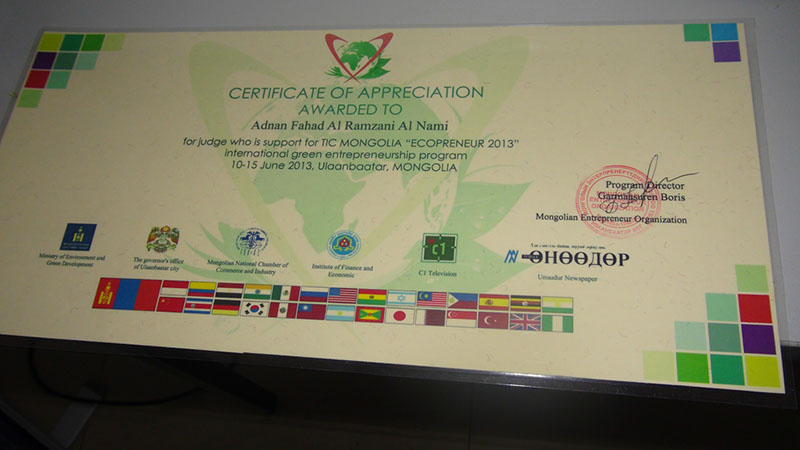 CERTIFICATE OF APPRECIATION
AWARDED TO
Adnan Fahad Al Ramzani Al Nami
for judge who is support for TIC MONGOLIA "ECOPRENEUR 2013"
international green entrepreneurship program
10-15 June 2013, Ulaanbaatar, MONGOLIA
Program Director
Garmaasuren Boris
Mongolian Entrepreneur Organization
Ministry of Environment and
Green Development
The governor's office
of Ulaanbaatar city
Mongolian National Chamber of
Commerce and Industry
Institute of Finance and
Economic
C1
C1 Television
ӨНӨӨДӨР
Unuudur Newspaper